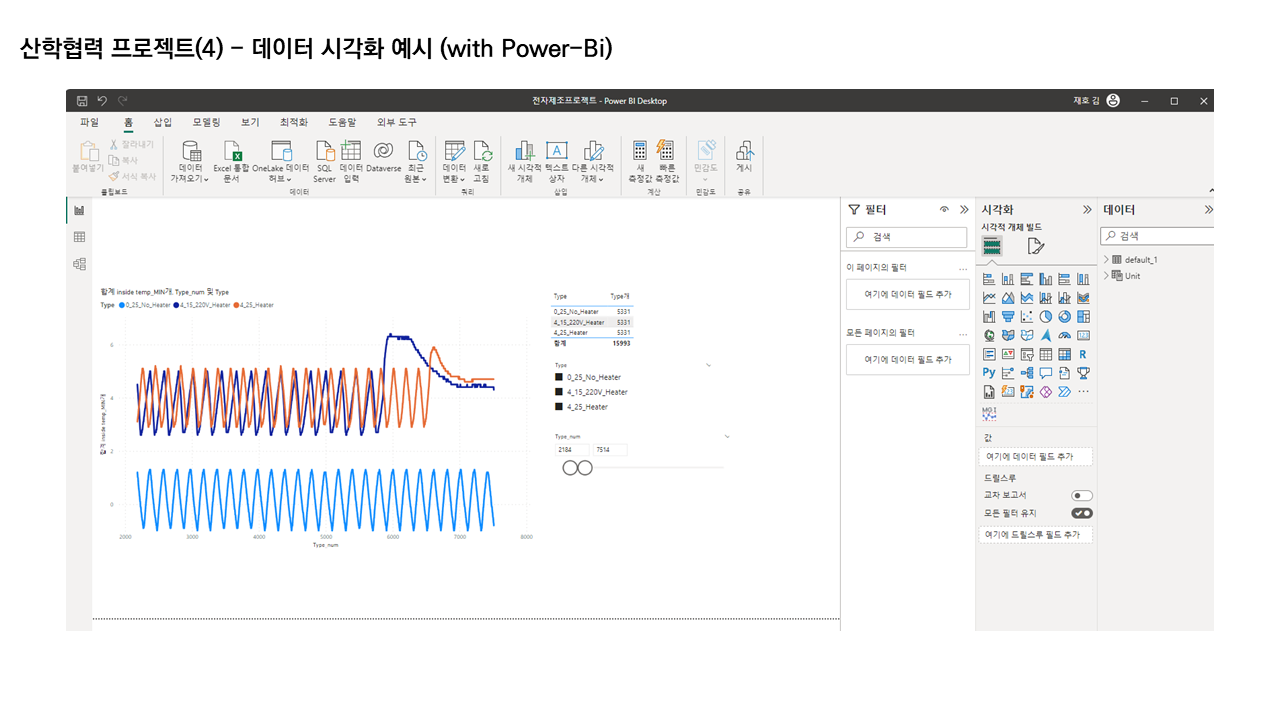 산학협력 프로젝트(4) - 데이터 시각화 예시 (with Power-Bi)
전자제조프로젝트 - Power BI Desktop
재호 김
파일 홈 삽입 모델링 보기 최적화 도움말 외부 도구
붙여넣기
잘라내기
복사
서식 복사
클립보드
데이터 가져오기
Excel 통합 문서
OneLake 데이터 허브
SQL Server
데이터 입력
Dataverse
최근 원본
데이터
데이터 변환
새로 고침
쿼리
새 시각적 개체
텍스트 상자
다른 시각적 개체
삽입
새 측정값
빠른 측정값
계산
민감도
민감도
게시
공유
합계 inside temp_MIN개, Type_num 및 Type
Type 0_25_No_Heater 4_15_220V_Heater 4_25_Heater
합계 inside temp_MIN개
6
4
2
0
2000 3000 4000 5000 6000 7000 8000
Type_num
Type Type개
0_25_No_Heater 5331
4_15_220V_Heater 5331
4_25_Heater 5331
합계 15993
Type
0_25_No_Heater
4_15_220V_Heater
4_25_Heater
Type_num
2184 7514
필터
검색
이 페이지의 필터 ...
여기에 데이터 필드 추가
모든 페이지의 필터 ...
여기에 데이터 필드 추가
시각화
시각적 개체 빌드
123
R
Py
...
값
여기에 데이터 필드 추가
드릴스루
교차 보고서
모든 필터 유지
여기에 드릴스루 필드 추가
데이터
검색
default_1
Unit